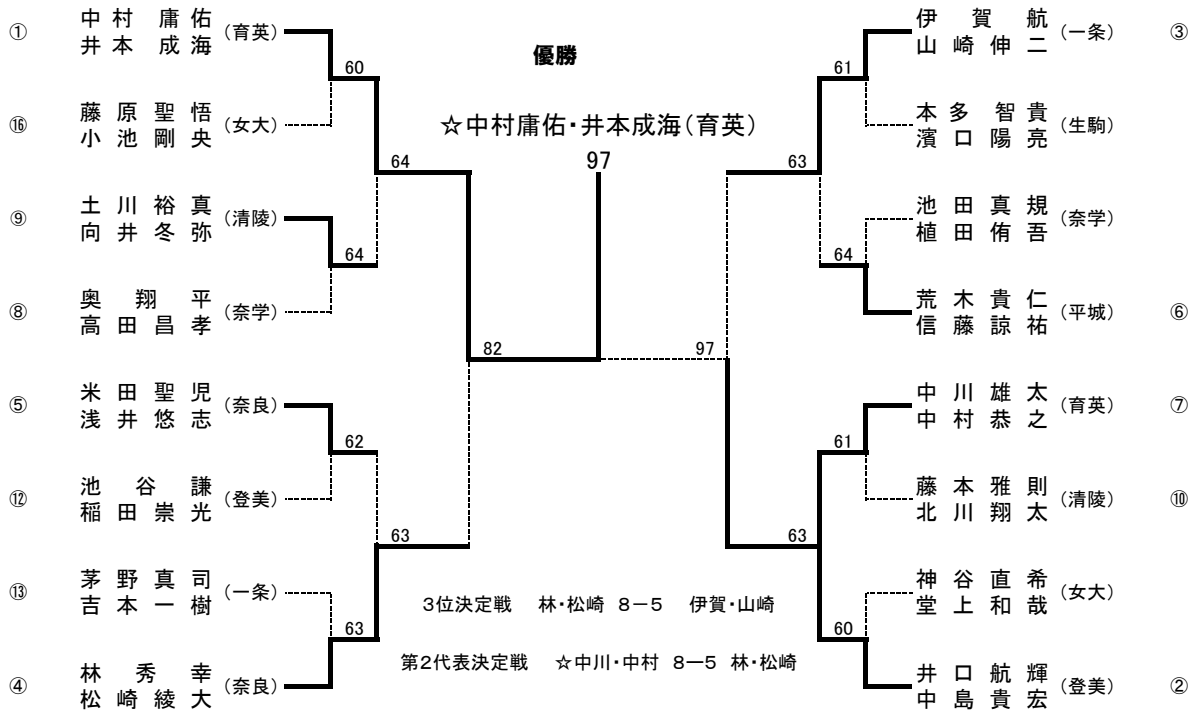 ① 中村庸佑 井本成海 (育英)
⑯ 藤原聖悟 小池剛央 (女大)
⑨ 土川裕真 向井冬弥 (清陵)
⑧ 奥翔平 高田昌孝 (奈学)
⑤ 米田聖児 浅井悠志 (奈良)
⑫ 池谷謙 稲田崇光 (登美)
⑬ 茅野真司 吉本一樹 (一条)
④ 林秀幸 松崎綾大 (奈良)
60
64
62
63
64
63
82
優勝
☆中村庸佑・井本成海(育英)
97
97
3位決定戦 林・松崎 8-5 伊賀・山崎
第2代表決定戦 ☆中川・中村 8-5 林・松崎
61
64
61
60
63
63
伊賀航 山崎伸二 (一条) ③
本多智貴 濱口陽亮 (生駒)
池田真規 植田侑吾 (奈学)
荒木貴仁 信藤諒祐 (平城) ⑥
中川雄太 中村恭之 (育英) ⑦
藤本雅則 北川翔太 (清陵) ⑩
神谷直希 堂上和哉 (女大)
井口航輝 中島貴宏 (登美) ②